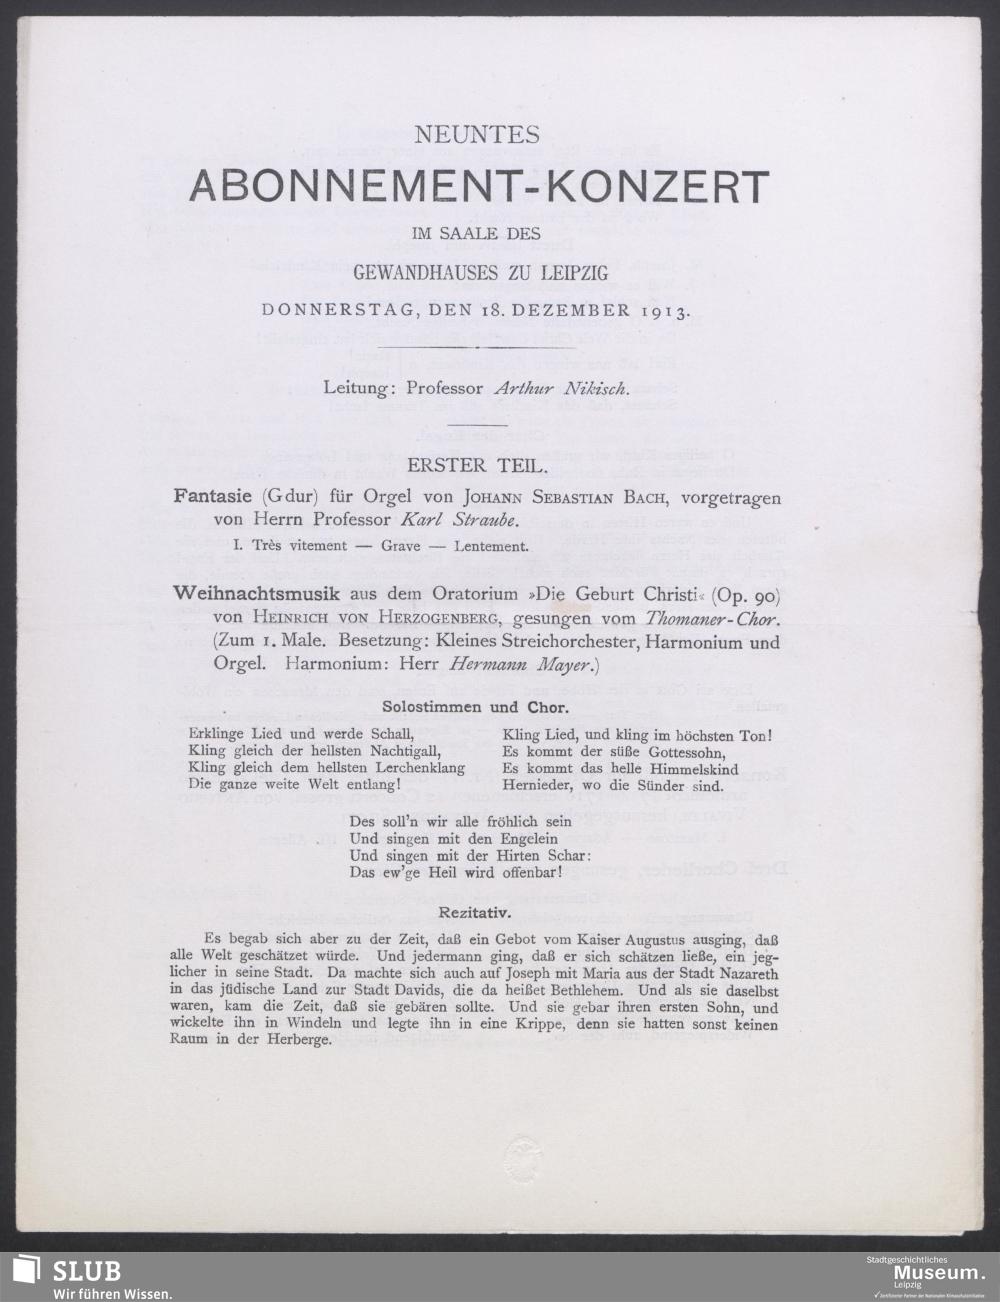 NEUNTES
ABONNEMENT-KONZERT
IM SAALE DES
GEWANDHAUSES ZU LEIPZIG
DONNERSTAG, DEN 18. DEZEMBER 1913.
Leitung: Professor Arthur Nikisch.
ERSTER TEIL.
Fantasie (Gdur) für Orgel von JOHANN SEBASTIAN BACH, vorgetragen
von Herrn Professor Karl Straube.
I. Très vitement — Grave — Lentement.
Weihnachtsmusik aus dem Oratorium »Die Geburt Christi« (Op. 90)
von HEINRICH VON HERZOGENBERG, gesungen vom Thomaner-Chor.
(Zum 1. Male. Besetzung: Kleines Streichorchester, Harmonium und
Orgel. Harmonium: Herr Hermann Mayer.)
Solostimmen und Chor.
Erklinge Lied und werde Schall,
Kling gleich der hellsten Nachtigall,
Kling gleich dem hellsten Lerchenklang
Die ganze weite Welt entlang!
Kling Lied, und kling im höchsten Ton!
Es kommt der süße Gottessohn,
Es kommt das helle Himmelskind
Hernieder, wo die Sünder sind.
Des soll'n wir alle fröhlich sein
Und singen mit den Engelein
Und singen mit der Hirten Schar:
Das ew'ge Heil wird offenbar!
Rezitativ.
Es begab sich aber zu der Zeit, daß ein Gebot vom Kaiser Augustus ausging, daß
alle Welt geschätzet würde. Und jedermann ging, daß er sich schätzen ließe, ein jeg-
licher in seine Stadt. Da machte sich auch auf Joseph mit Maria aus der Stadt Nazareth
in das jüdische Land zur Stadt Davids, die da heißet Bethlehem. Und als sie daselbst
waren, kam die Zeit, daß sie gebären sollte. Und sie gebar ihren ersten Sohn, und
wickelte ihn in Windeln und legte ihn in eine Krippe, denn sie hatten sonst keinen
Raum in der Herberge.
SLUB
Wir führen Wissen.
Stadtgeschichtliches
Museum.
Leipzig
Zertifizierter Partner der Nationalen Klimaschutzinitiative